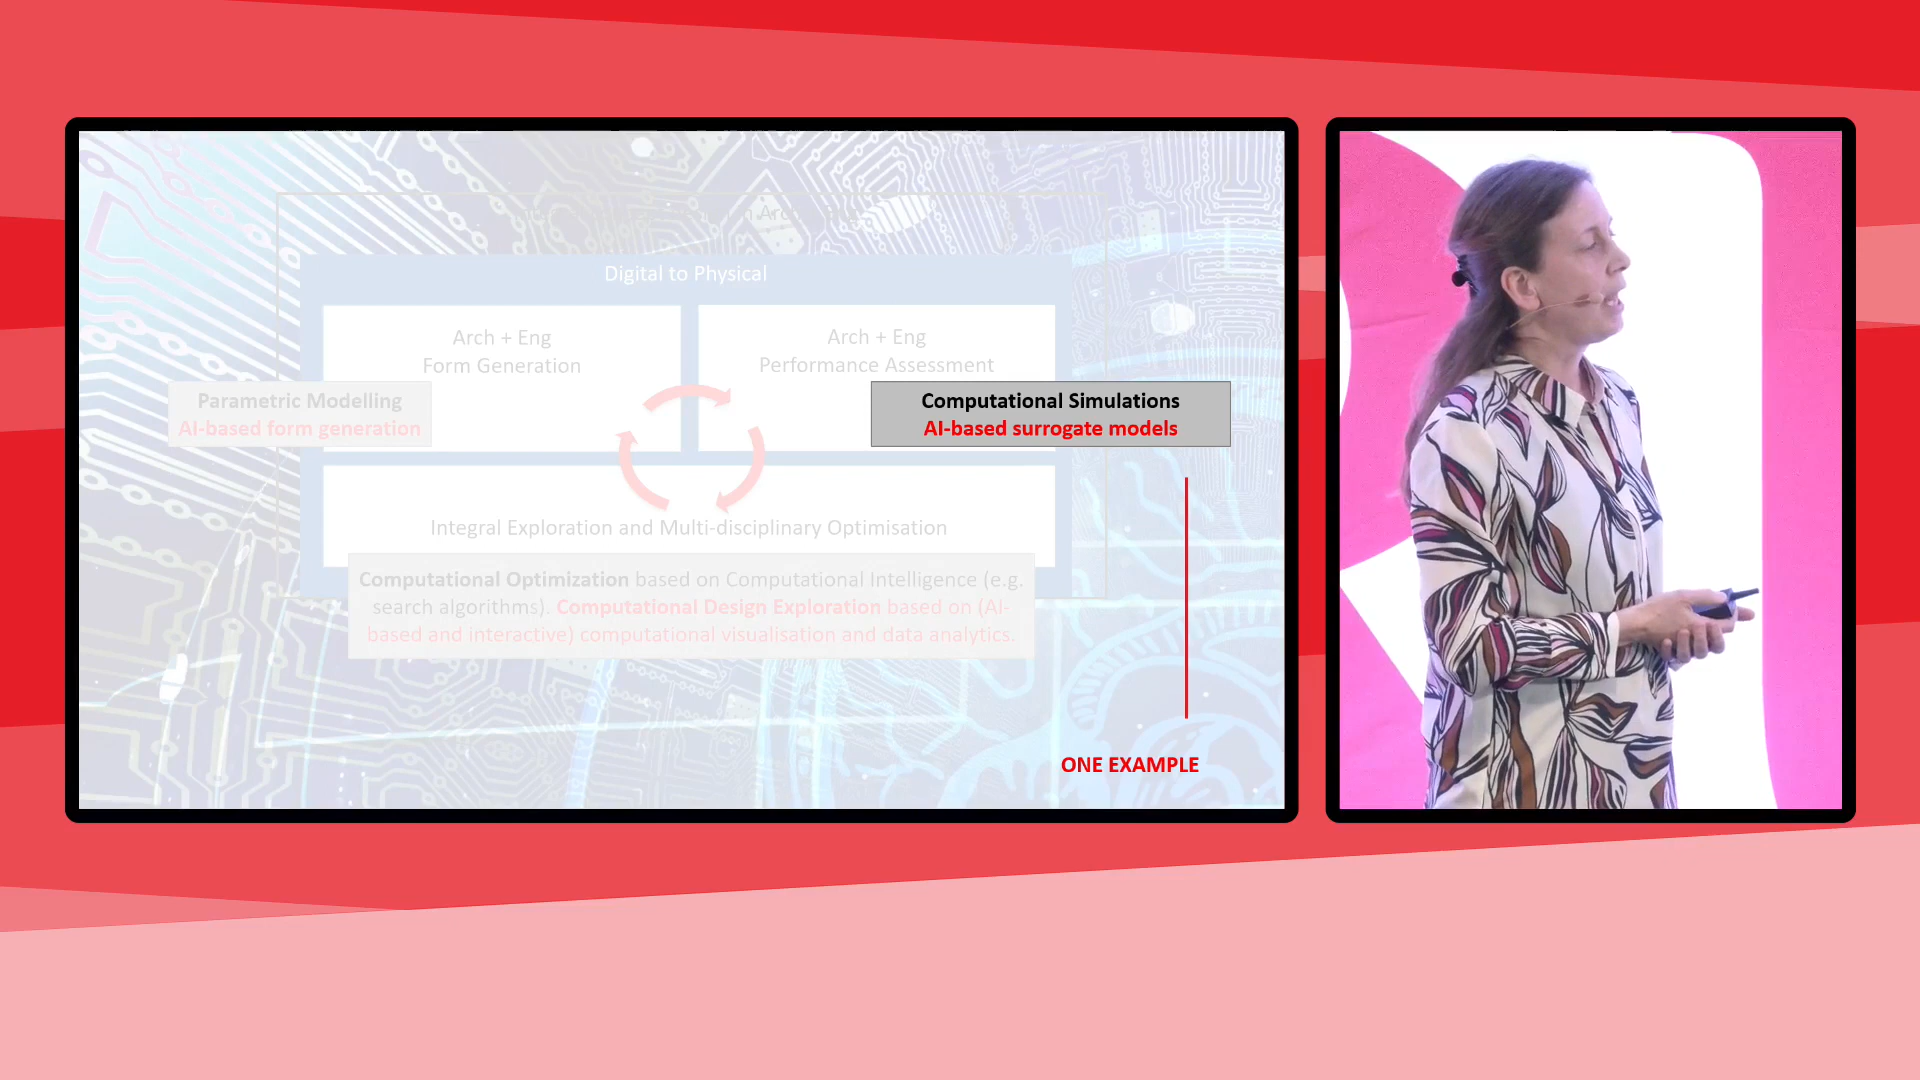 Digital to Physical
Arch + Eng
Form Generation
Arch + Eng
Performance Assessment
Parametric Modelling
AI-based form generation
Computational Simulations
AI-based surrogate models
Integral Exploration and Multi-disciplinary Optimisation
Computational Optimization based on Computational Intelligence (e.g.
search algorithms). Computational Design Exploration based on (AI-
based and interactive) computational visualisation and data analytics.
ONE EXAMPLE